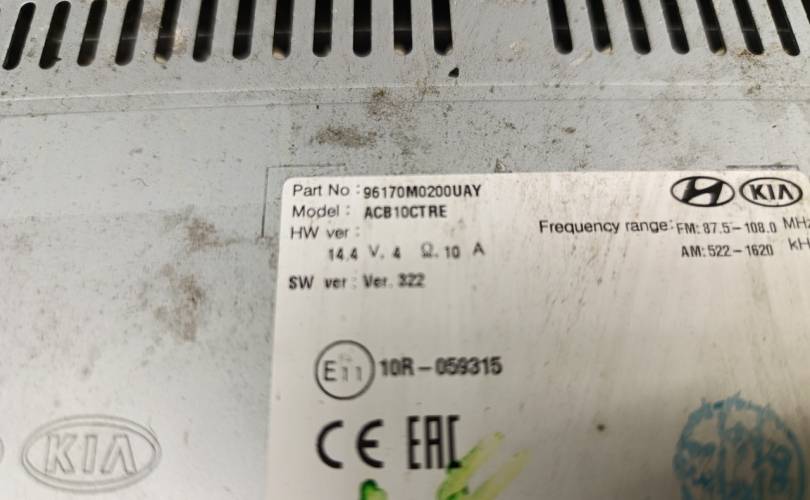 Part No : 96170M0200UAY
Model : ACB10CTRE
HW ver :
14.4 V. 4 Ω. 10 A
SW ver : Ver. 322
KIA
Frequency range: FM: 87.5-108.0 MHz
AM: 522-1620 kH
E11 10R-059315
CE EAC
KIA